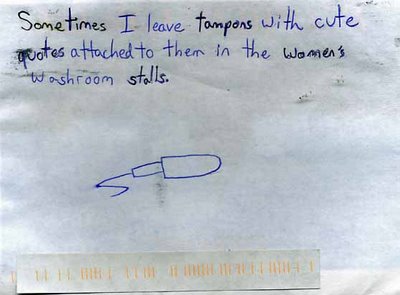 Sometimes I leave tampons with cute
quotes attached to them in the women's
washroom stalls.